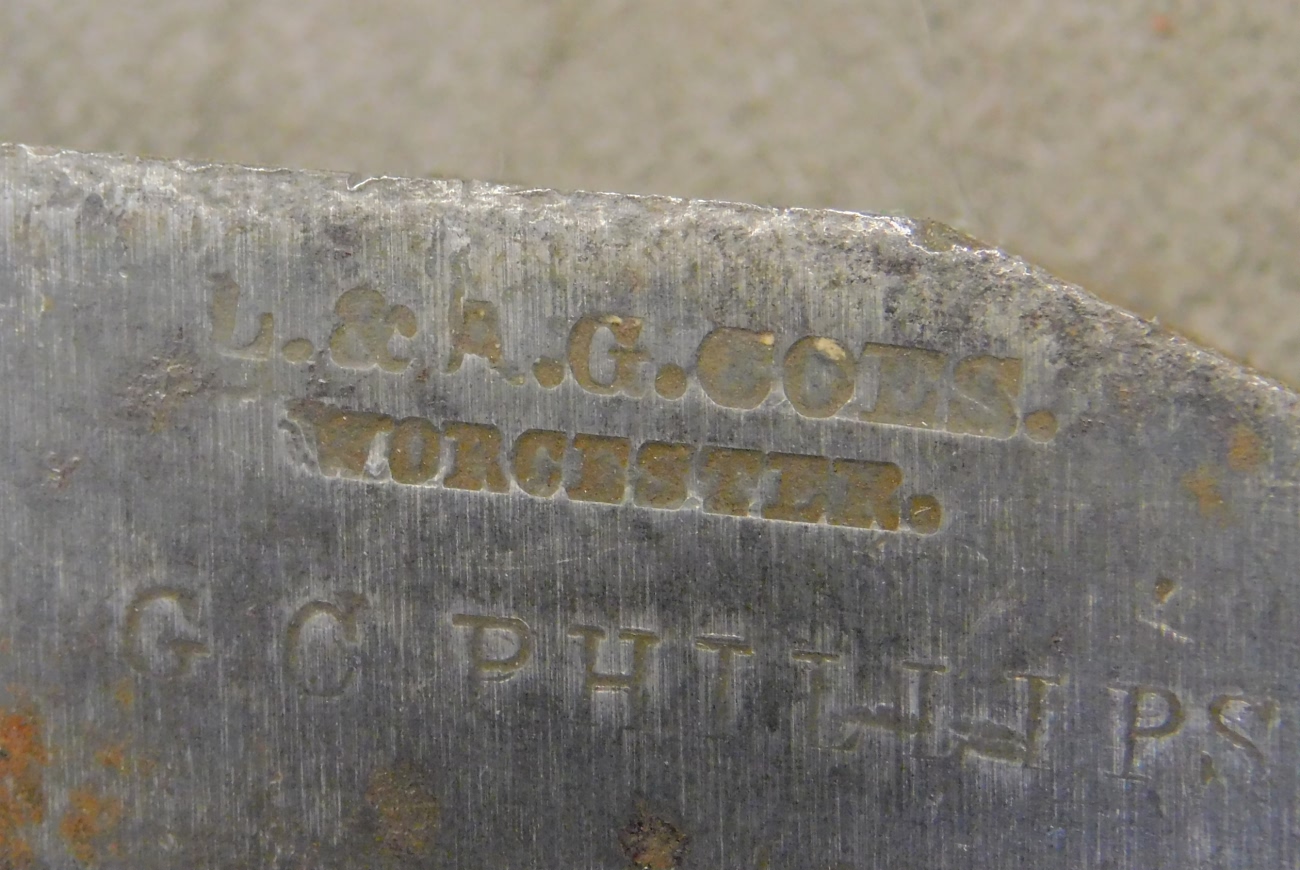 L. & A. G. COES.
WORCESTER.
G C PHILLIPS